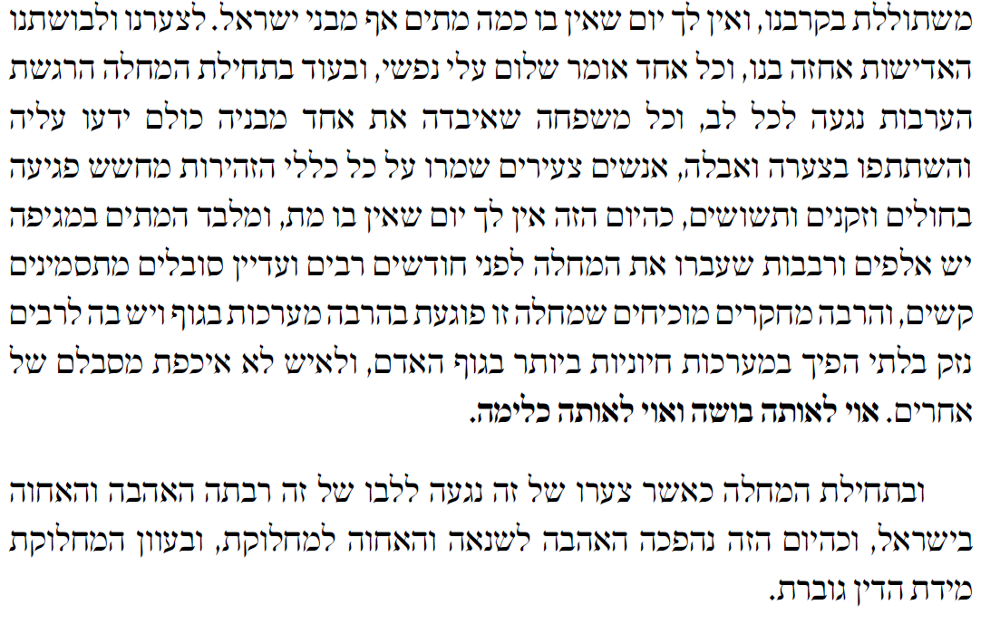 משתוללת בקרבנו, ואין לך יום שאין בו כמה מתים אף מבני ישראל. לצערנו ולבושתנו
האדישות אחזה בנו, וכל אחד אומר שלום עלי נפשי, ובעוד בתחילת המחלה הרגשת
הערבות נגעה לכל לב, וכל משפחה שאיבדה את אחד מבניה כולם ידעו עליה
והשתתפו בצערה ואבלה, אנשים צעירים שמרו על כל כללי הזהירות מחשש פגיעה
בחולים וזקנים ותשושים, כהיום הזה אין לך יום שאין בו מת, ומלבד המתים במגיפה
יש אלפים ורבבות שעברו את המחלה לפני חודשים רבים ועדיין סובלים מתסמינים
קשים, והרבה מחקרים מוכיחים שמחלה זו פוגעת בהרבה מערכות בגוף ויש בה לרבים
נזק בלתי הפיך במערכות חיוניות ביותר בגוף האדם, ולאיש לא איכפת מסבלם של
אחרים. אוי לאותה בושה ואוי לאותה כלימה.
ובתחילת המחלה כאשר צערו של זה נגעה ללבו של זה רבתה האהבה והאחוה
בישראל, וכהיום הזה נהפכה האהבה לשנאה והאחוה למחלוקת, ובעוון המחלוקת
מידת הדין גוברת.